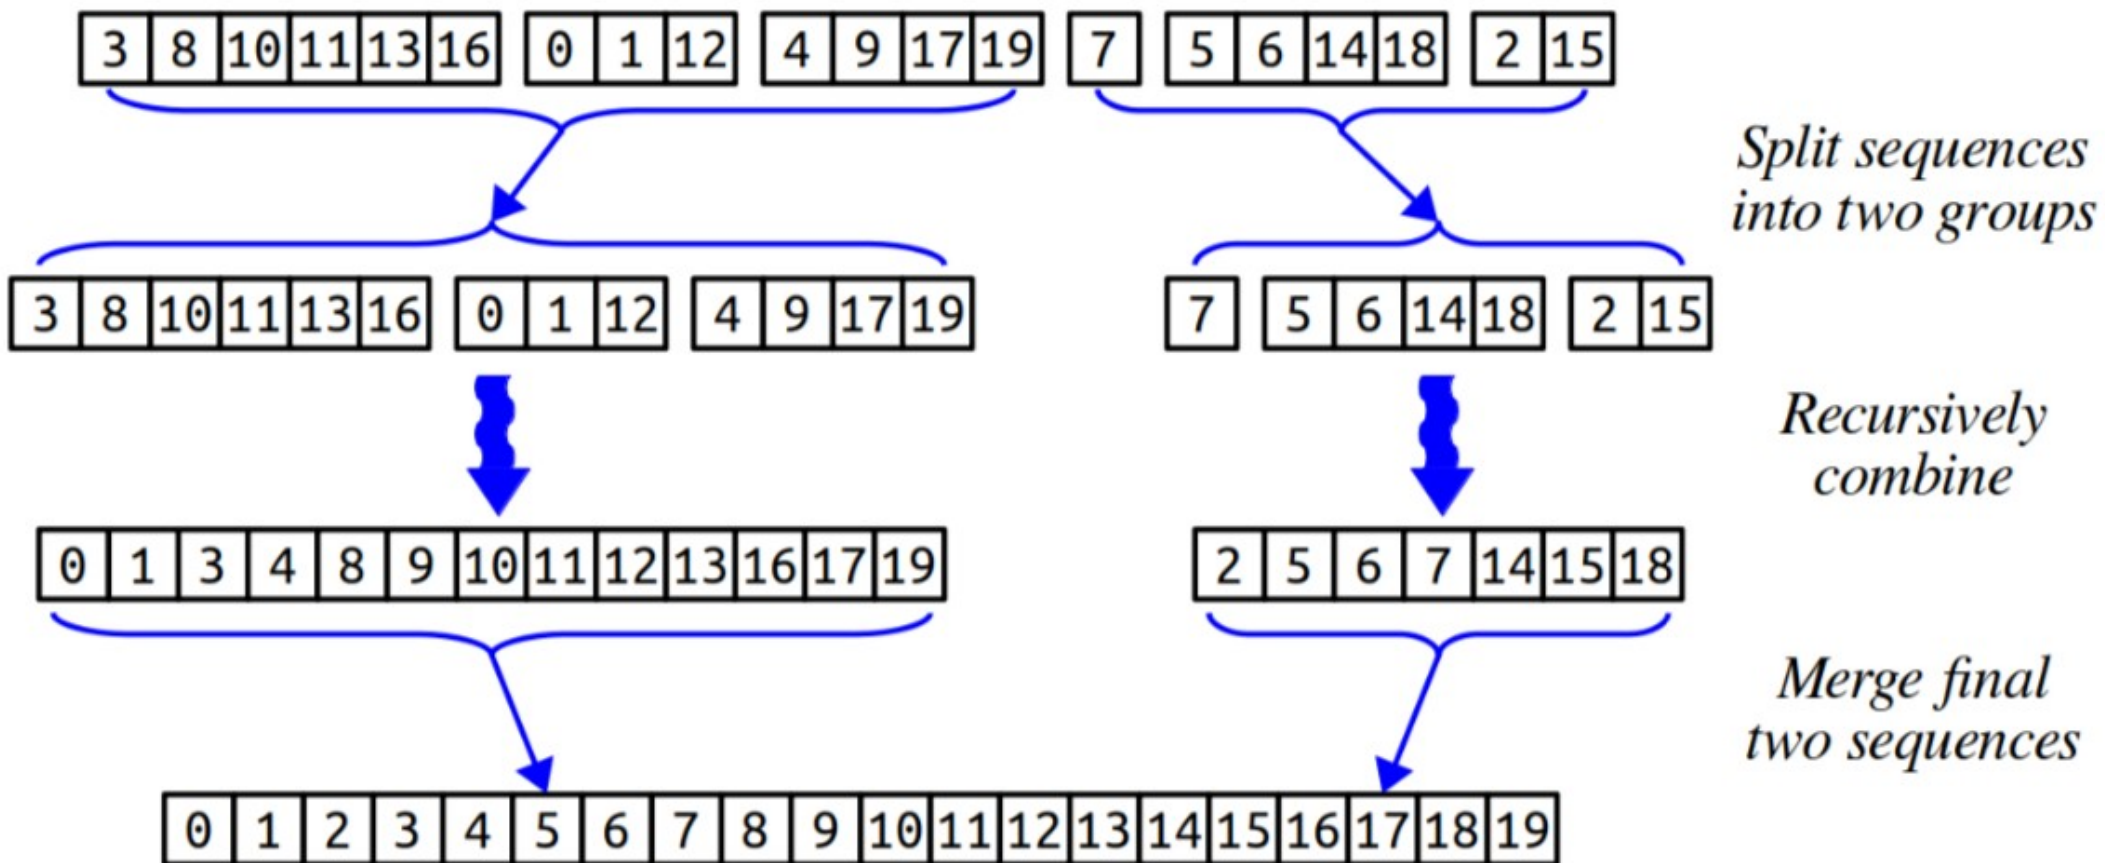 3 8 10 11 13 16 0 1 12 4 9 17 19 7 5 6 14 18 2 15
Split sequences
into two groups
3 8 10 11 13 16 0 1 12 4 9 17 19 7 5 6 14 18 2 15
Recursively
combine
0 1 3 4 8 9 10 11 12 13 16 17 19 2 5 6 7 14 15 18
Merge final
two sequences
0 1 2 3 4 5 6 7 8 9 10 11 12 13 14 15 16 17 18 19